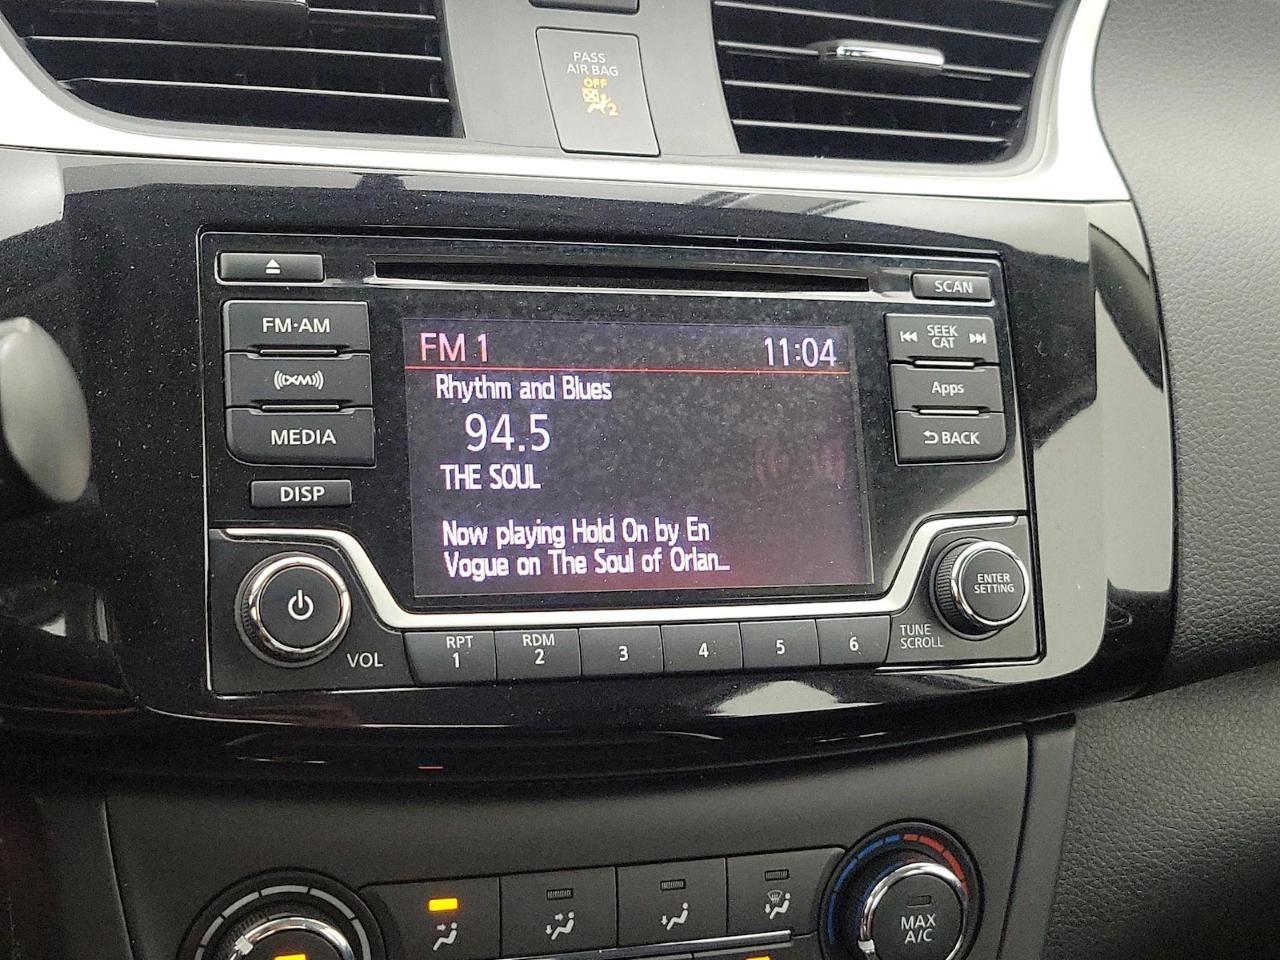 PASS
AIR BAG
OFF
2
SCAN
FM·AM
SEEK
CAT
FM 1
11:04
((XM))
Rhythm and Blues
Apps
94.5
MEDIA
BACK
THE SOUL
DISP
Now playing Hold On by En
Vogue on The Soul of Orlan...
ENTER
SETTING
VOL
RPT
1
RDM
2
3
4
5
6
TUNE
SCROLL
MAX
A/C